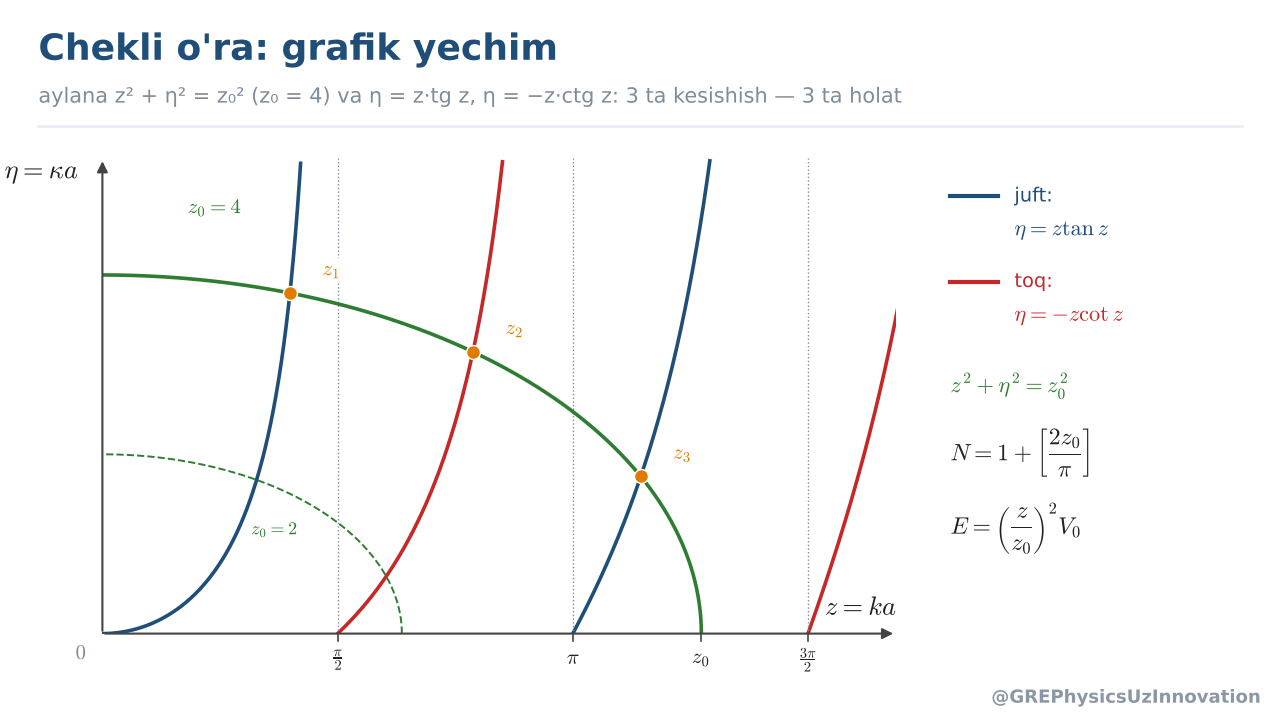 Chekli o'ra: grafik yechim
aylana z² + η² = z₀² (z₀ = 4) va η = z·tg z, η = −z·ctg z: 3 ta kesishish — 3 ta holat
η = κa
z₀ = 4
z₁
z₂
z₃
z₀ = 2
z = ka
0
π/2
π
z₀
3π/2
juft:
η = z tan z
toq:
η = −z cot z
z² + η² = z₀²
N = 1 + [2z₀/π]
E = (z/z₀)² V₀
@GREPhysicsUzInnovation